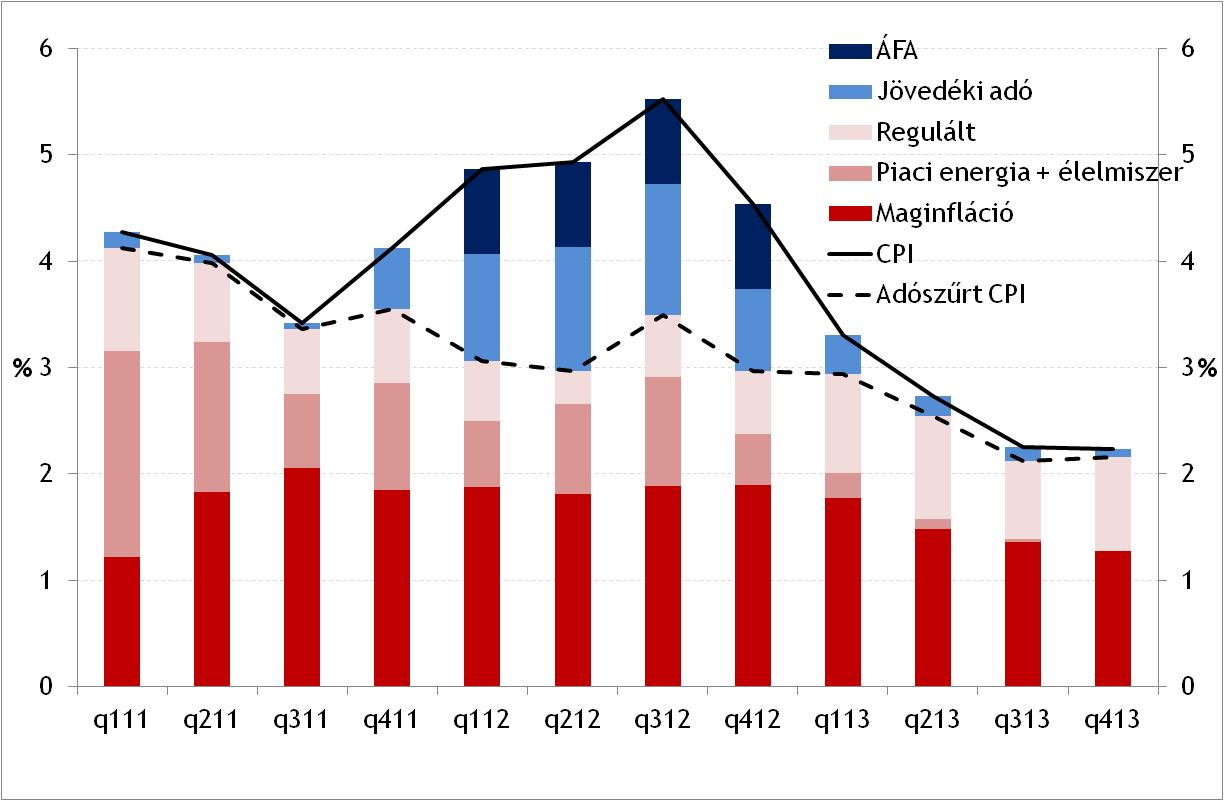 6
5
4
3
2
1
0
%
ÁFA
Jövedéki adó
Regulált
Piaci energia + élelmiszer
Maginfláció
CPI
Adószűrt CPI
6
5
4
3
2
1
0
%
q111 q211 q311 q411 q112 q212 q312 q412 q113 q213 q313 q413